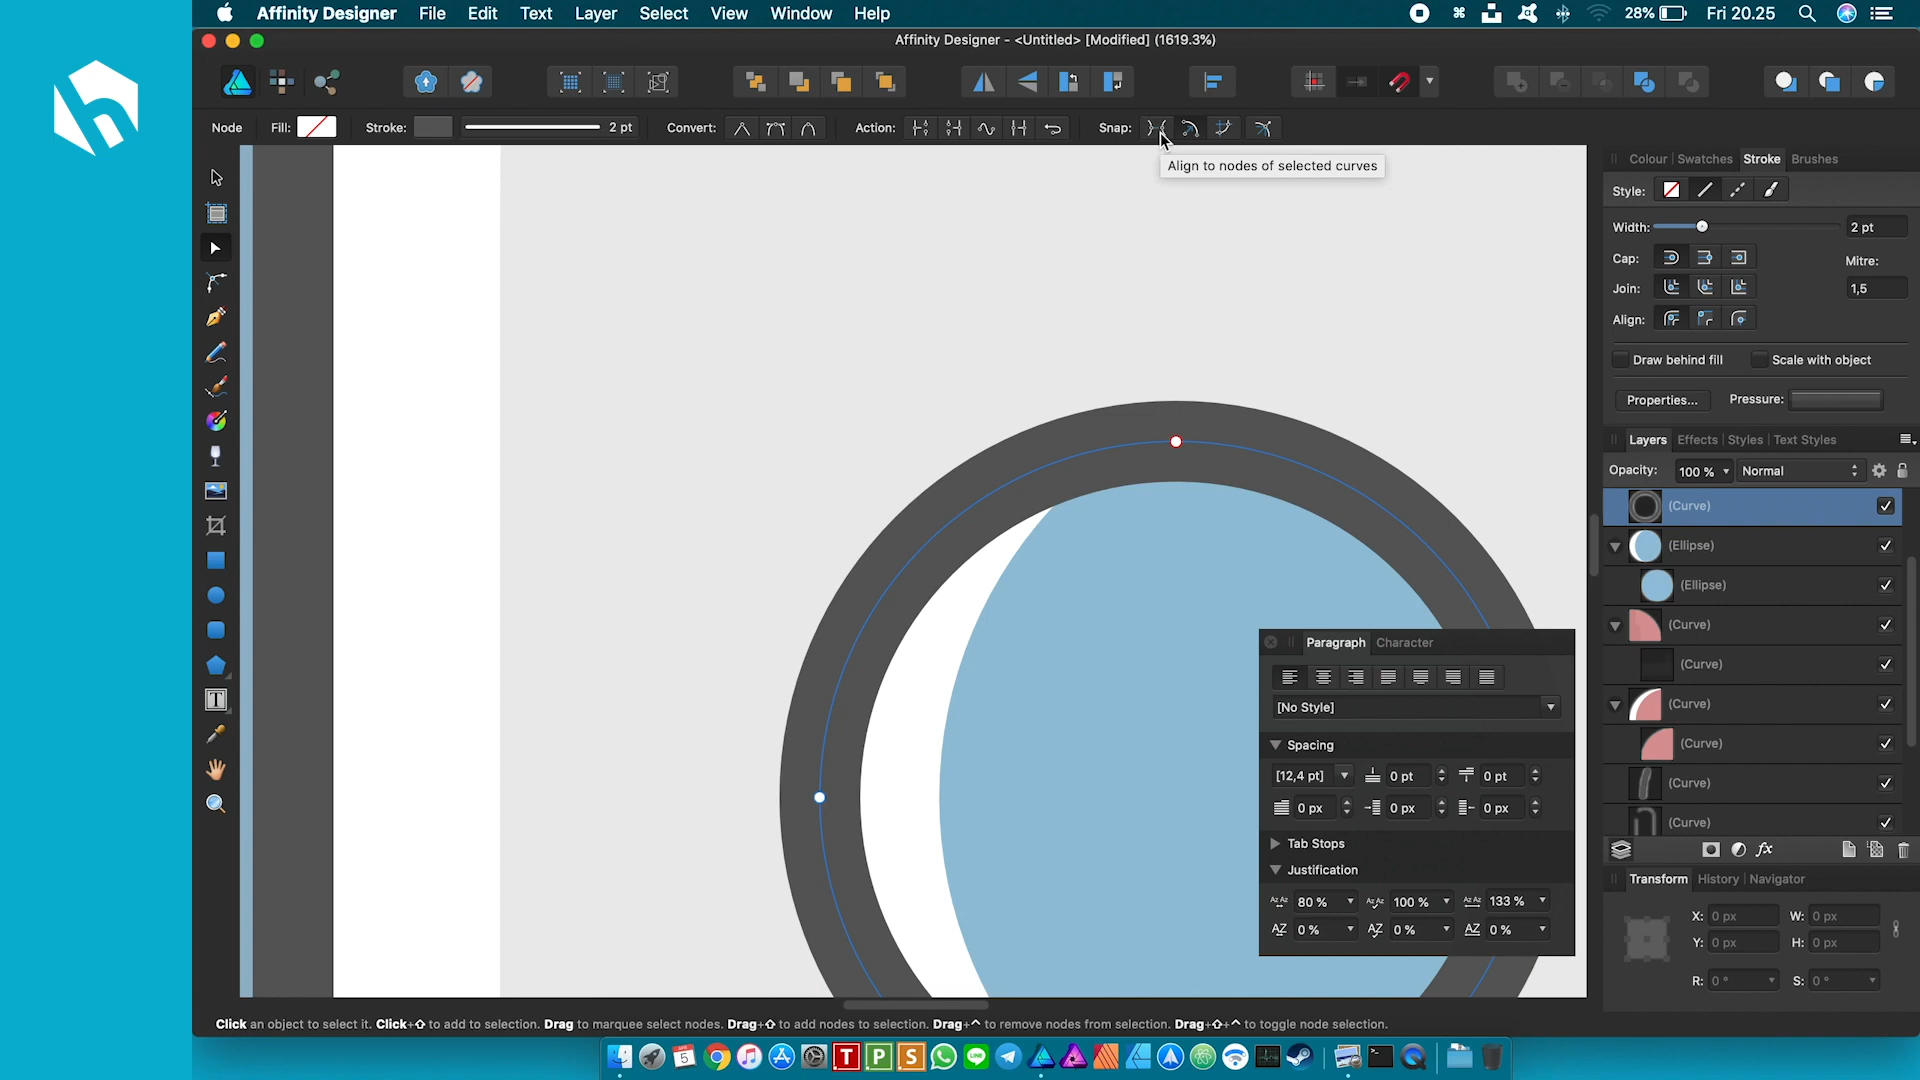 Affinity Designer File Edit Text Layer Select View Window Help
28% Fri 20.25
Affinity Designer - <Untitled> [Modified] (1619.3%)
Node Fill: Stroke: 2 pt Convert: Action: Snap:
Align to nodes of selected curves
Colour Swatches Stroke Brushes
Style:
Width: 2 pt
Cap: Mitre:
Join: 1,5
Align:
Draw behind fill Scale with object
Properties... Pressure:
Layers Effects Styles Text Styles
Opacity: 100 % Normal
(Curve)
(Ellipse)
(Ellipse)
(Curve)
(Curve)
(Curve)
(Curve)
(Curve)
(Curve)
Paragraph Character
[No Style]
Spacing
[12,4 pt] 0 pt 0 pt
0 px 0 px 0 px
Tab Stops
Justification
80 % 100 % 133 %
0 % 0 % 0 %
Transform History Navigator
X: 0 px W: 0 px
Y: 0 px H: 0 px
R: 0 ° S: 0 °
Click an object to select it. Click+⇧ to add to selection. Drag to marquee select nodes. Drag+⇧ to add nodes to selection. Drag+^ to remove nodes from selection. Drag+⇧+^ to toggle node selection.